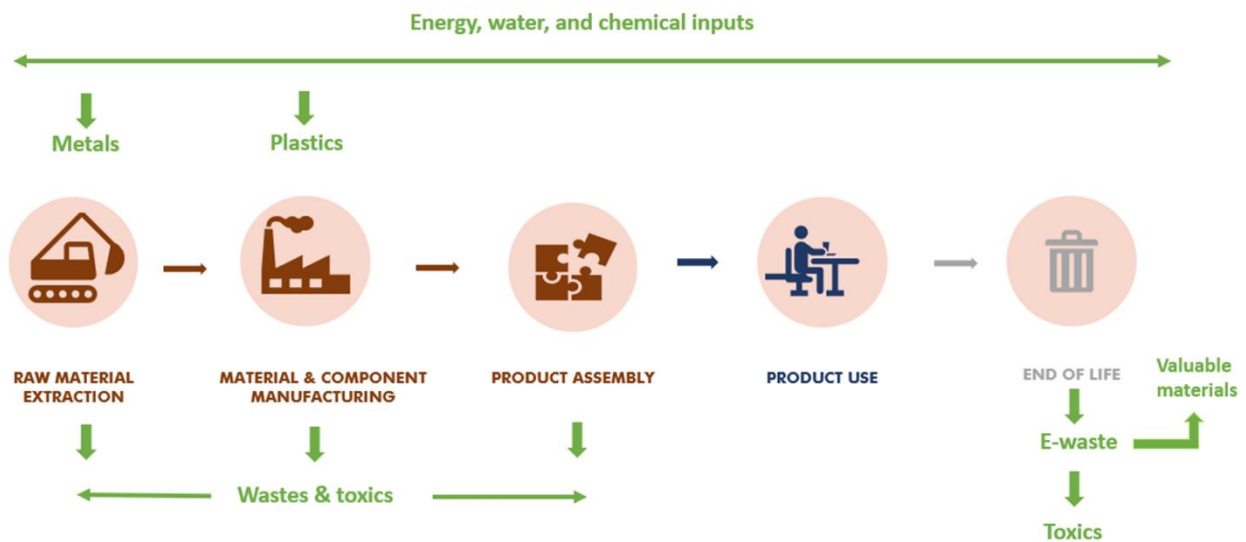 Energy, water, and chemical inputs
Metals
Plastics
RAW MATERIAL
EXTRACTION
MATERIAL & COMPONENT
MANUFACTURING
PRODUCT ASSEMBLY
PRODUCT USE
END OF LIFE
Valuable
materials
E-waste
Wastes & toxics
Toxics